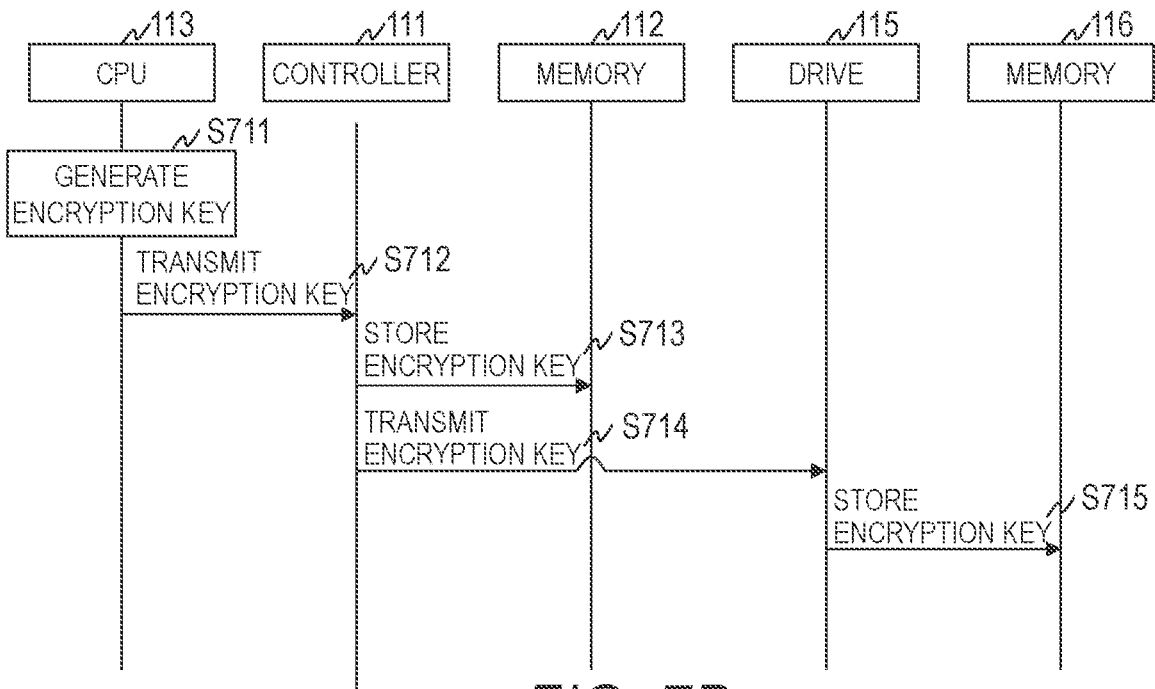 113
111
112
115
116
CPU
CONTROLLER
MEMORY
DRIVE
MEMORY
S711
GENERATE
ENCRYPTION KEY
TRANSMIT
ENCRYPTION KEY
S712
STORE
ENCRYPTION KEY
S713
TRANSMIT
ENCRYPTION KEY
S714
STORE
ENCRYPTION KEY
S715